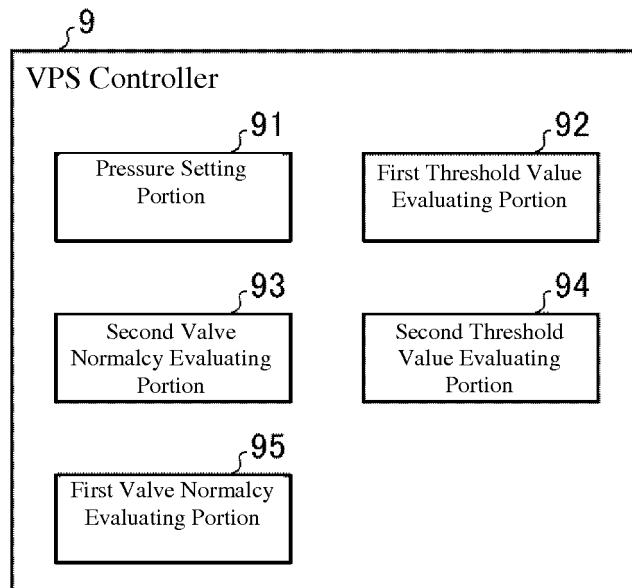 9
VPS Controller
91
Pressure Setting
Portion
92
First Threshold Value
Evaluating Portion
93
Second Valve
Normalcy Evaluating
Portion
94
Second Threshold
Value Evaluating
Portion
95
First Valve Normalcy
Evaluating Portion